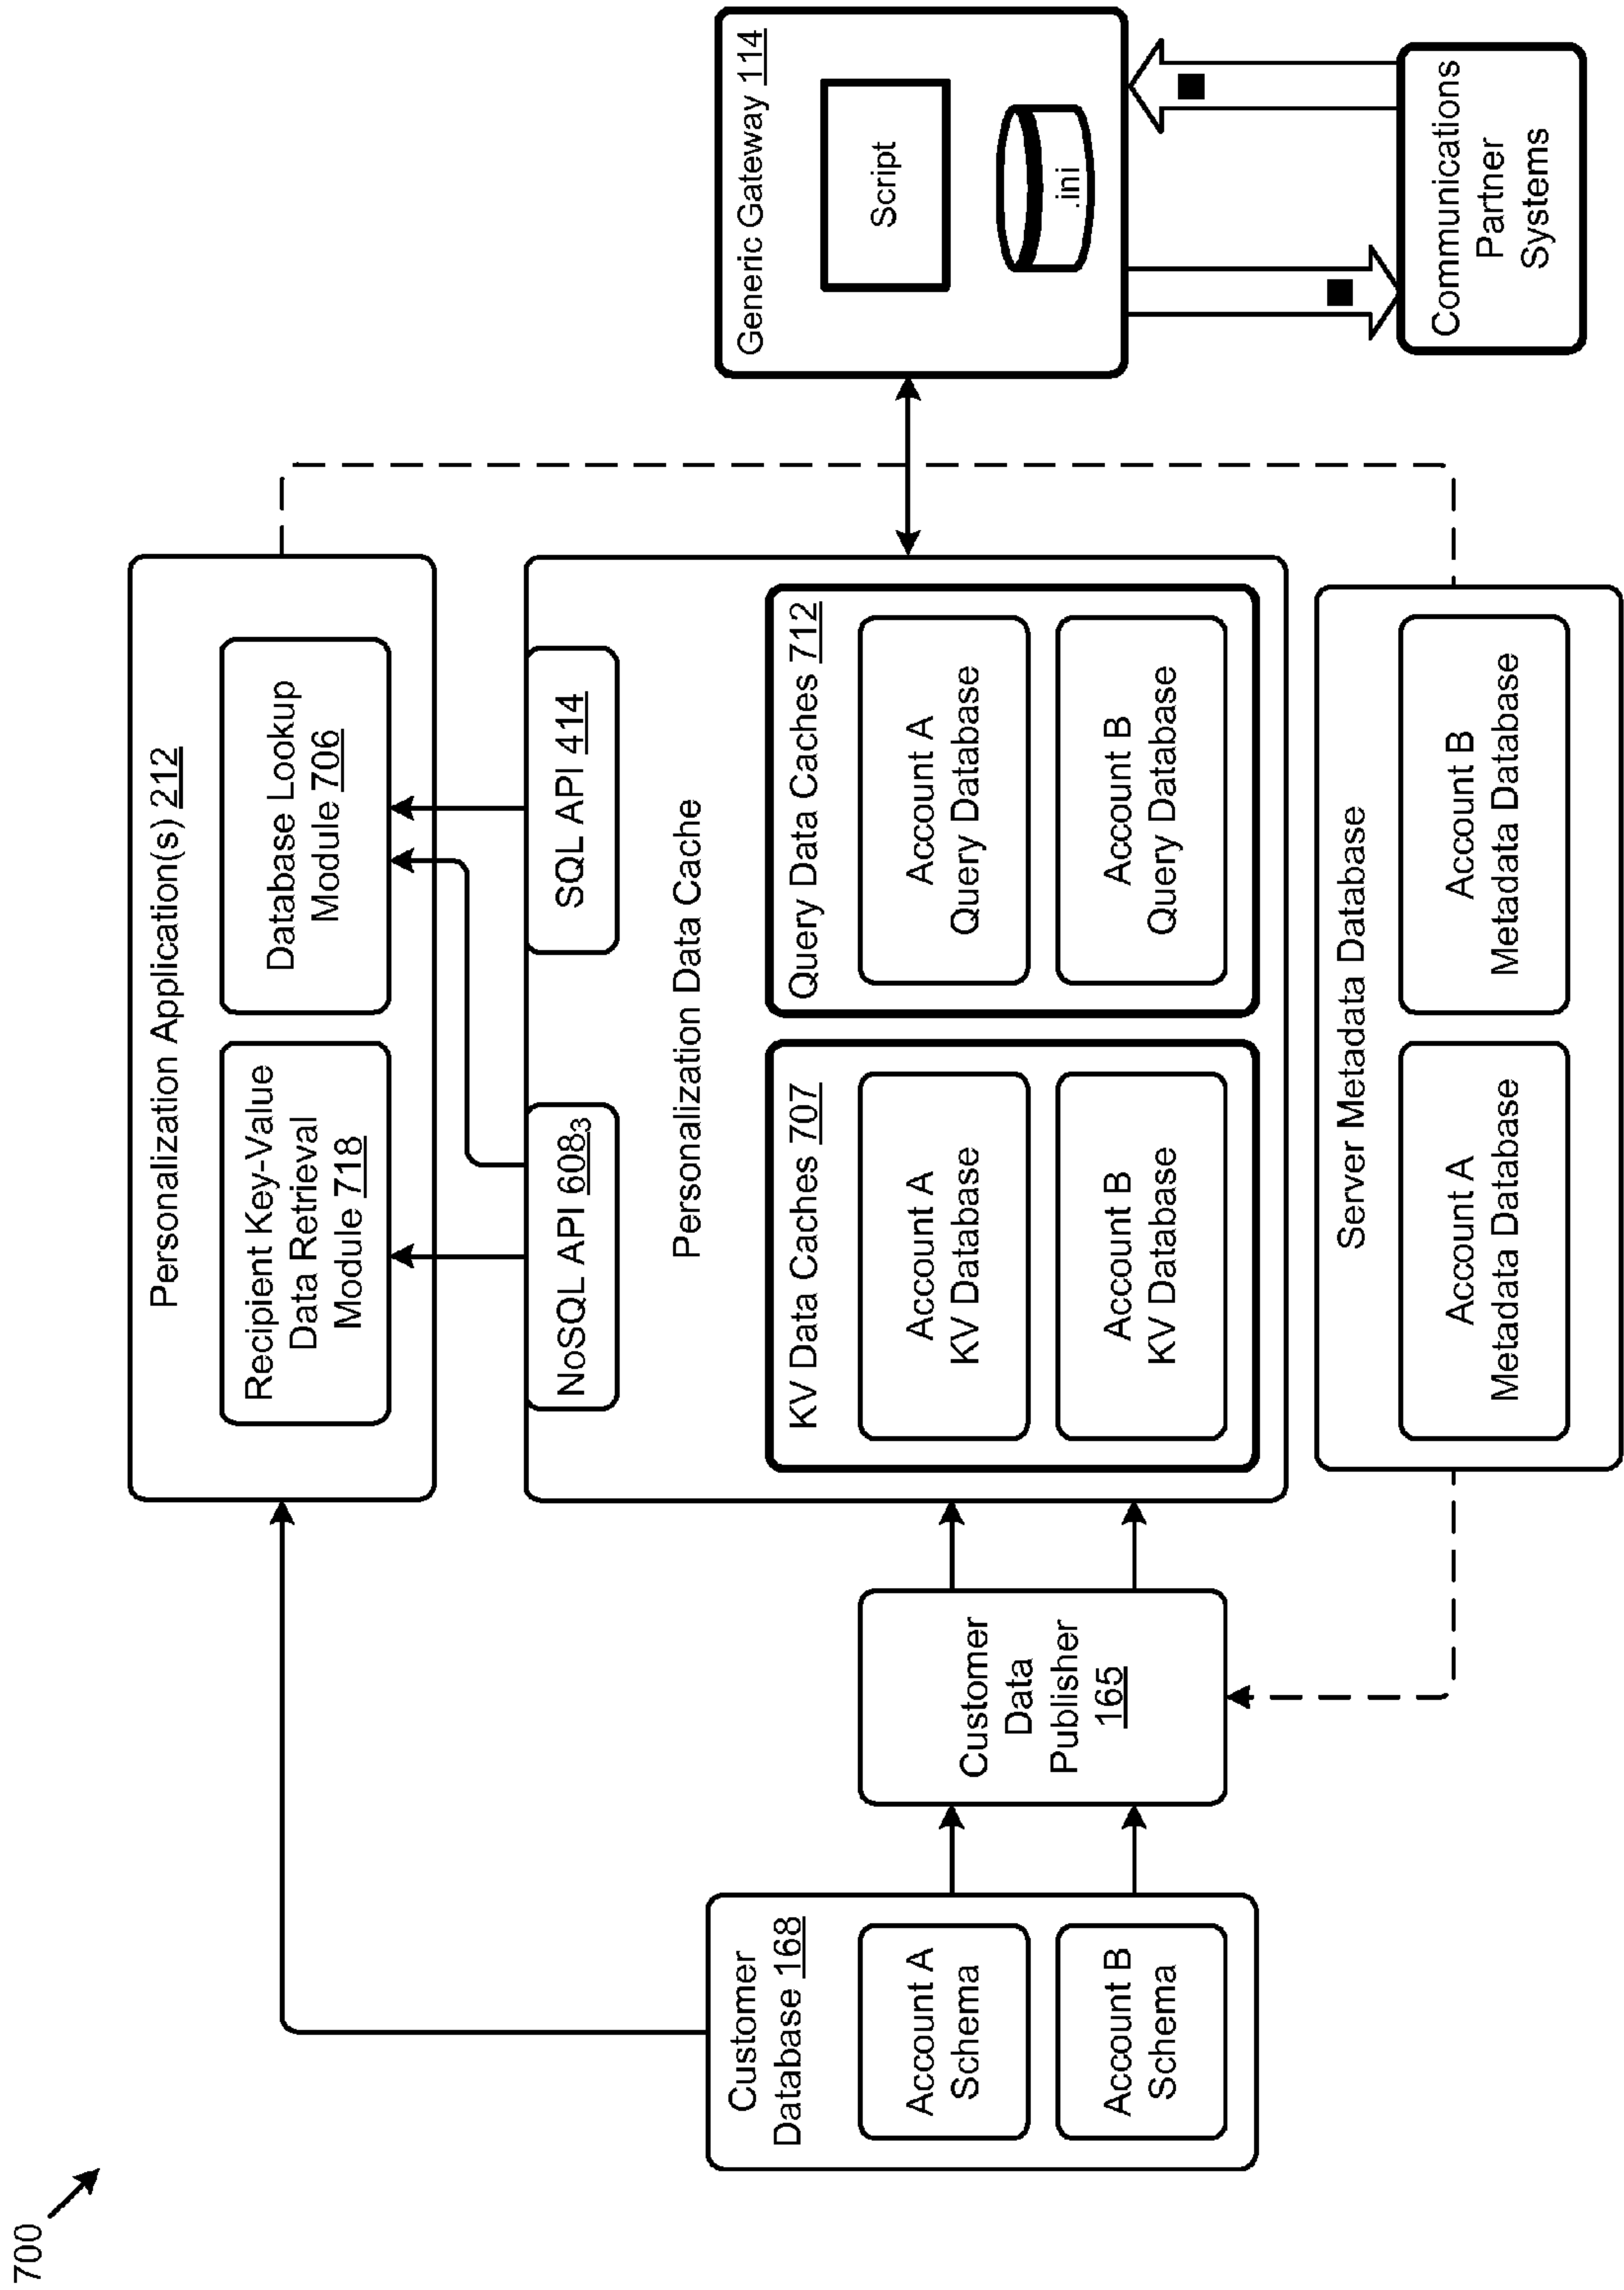 700
Customer
Database 168
Account A
Schema
Account B
Schema
Customer
Data
Publisher
165
Personalization Application(s) 212
Recipient Key-Value
Data Retrieval
Module 718
Database Lookup
Module 706
NoSQL API 608₃
SQL API 414
Personalization Data Cache
KV Data Caches 707
Account A
KV Database
Account B
KV Database
Query Data Caches 712
Account A
Query Database
Account B
Query Database
Server Metadata Database
Account A
Metadata Database
Account B
Metadata Database
Generic Gateway 114
Script
.ini
Communications
Partner
Systems